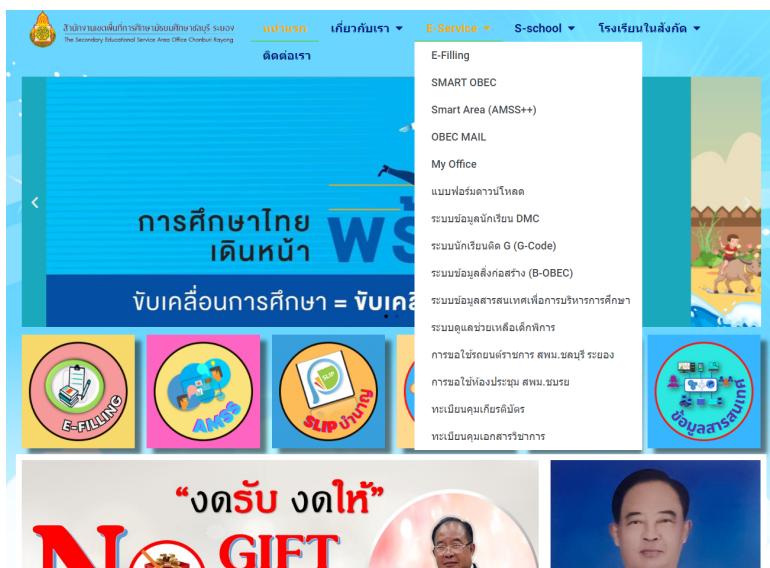 สำนักงานเขตพื้นที่การศึกษามัธยมศึกษาชลบุรี ระยอง
The Secondary Educational Service Area Office Chonburi Rayong
หน้าแรก
เกี่ยวกับเรา
E-Service
S-school
โรงเรียนในสังกัด
ติดต่อเรา
E-Filling
SMART OBEC
Smart Area (AMSS++)
OBEC MAIL
My Office
แบบฟอร์มดาวน์โหลด
ระบบข้อมูลนักเรียน DMC
ระบบนักเรียนติด G (G-Code)
ระบบข้อมูลสิ่งก่อสร้าง (B-OBEC)
ระบบข้อมูลสารสนเทศเพื่อการบริหารการศึกษา
ระบบดูแลช่วยเหลือเด็กพิการ
การขอใช้รถยนต์ราชการ สพม.ชลบุรี ระยอง
การขอใช้ห้องประชุม สพม.ชบรย
ทะเบียนคุมเกียรติบัตร
ทะเบียนคุมเอกสารวิชาการ
การศึกษาไทย
เดินหน้า
ขับเคลื่อนการศึกษา =
E-FILLING
AMSS
SLIP
SLIP บำนาญ
ข้อมูลสารสนเทศ
“งดรับ งดให้”
NO GIFT